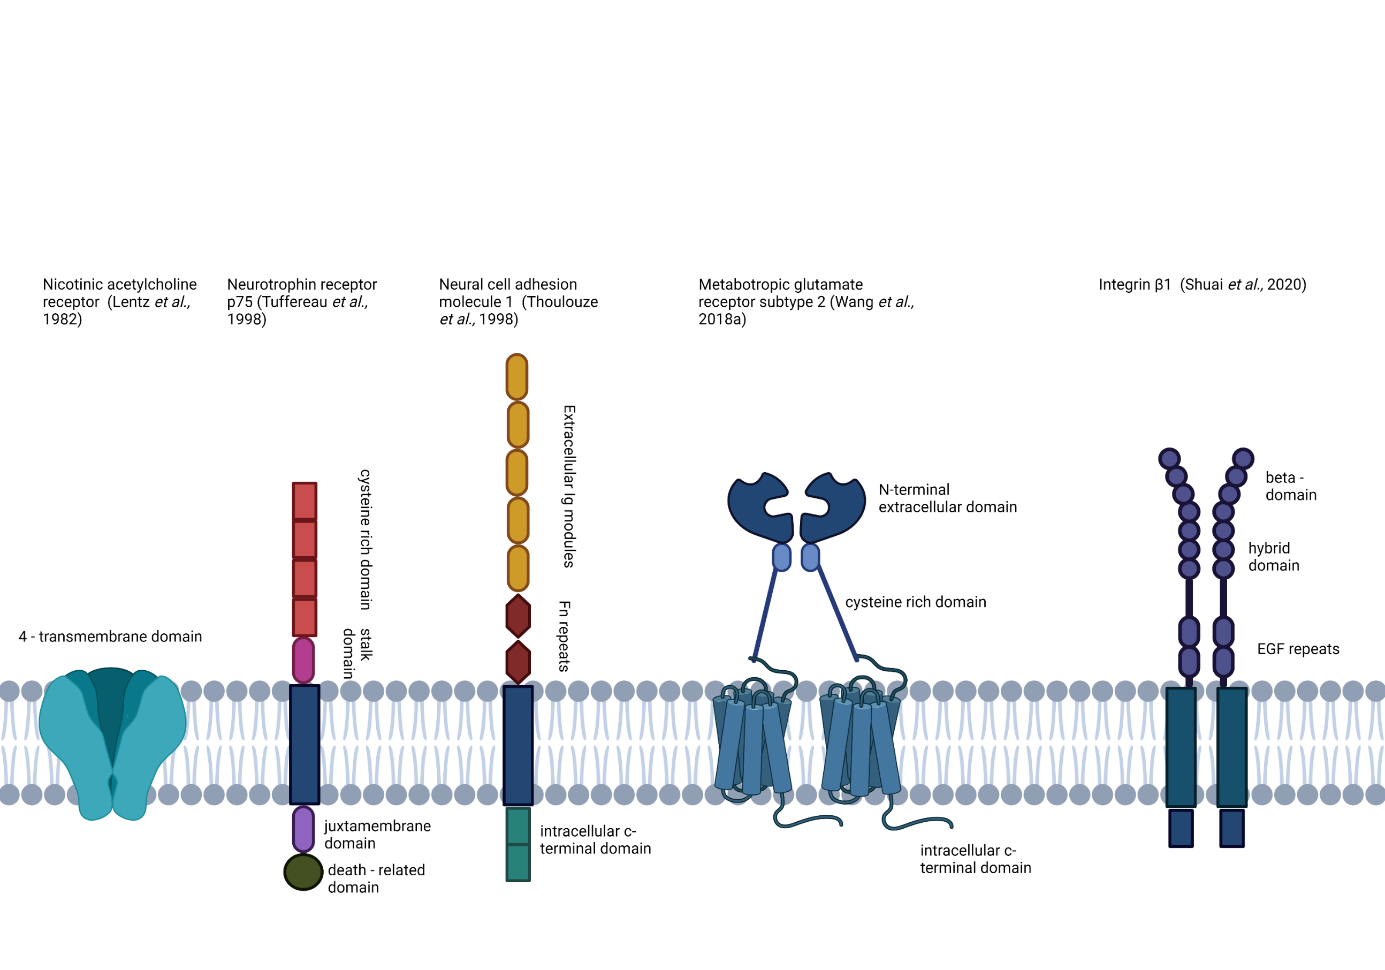 Nicotinic acetylcholine
receptor (Lentz et al.,
1982)
Neurotrophin receptor
p75 (Tuffereau et al.,
1998)
Neural cell adhesion
molecule 1 (Thoulouze
et al., 1998)
Metabotropic glutamate
receptor subtype 2 (Wang et al.,
2018a)
Integrin β1 (Shuai et al., 2020)
4 - transmembrane domain
cysteine rich domain
stalk
domain
juxtamembrane
domain
death - related
domain
Extracellular Ig modules
Fn repeats
intracellular c-
terminal domain
N-terminal
extracellular domain
cysteine rich domain
intracellular c-
terminal domain
beta -
domain
hybrid
domain
EGF repeats